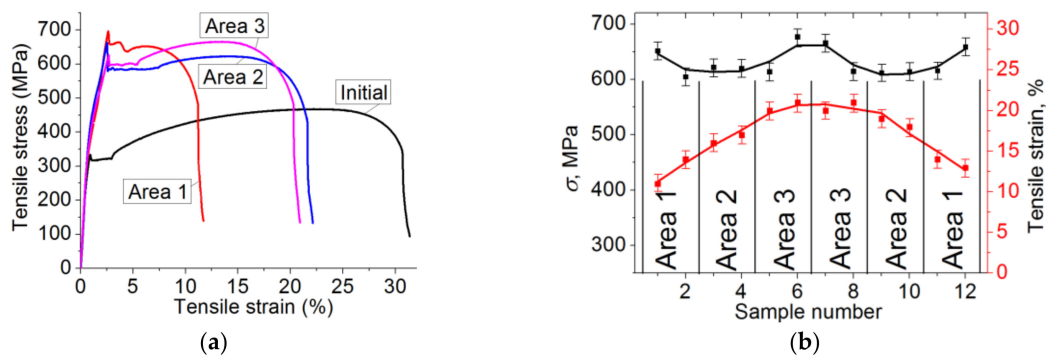 (a)
Tensile stress (MPa)
700
600
500
400
300
200
100
0
Area 3
Area 2
Initial
Area 1
0 5 10 15 20 25 30
Tensile strain (%)
(b)
σ, MPa
700
600
500
400
300
Area 1 Area 2 Area 3 Area 3 Area 2 Area 1
2 4 6 8 10 12
Sample number
30
25
20
15
10
5
0
Tensile strain, %